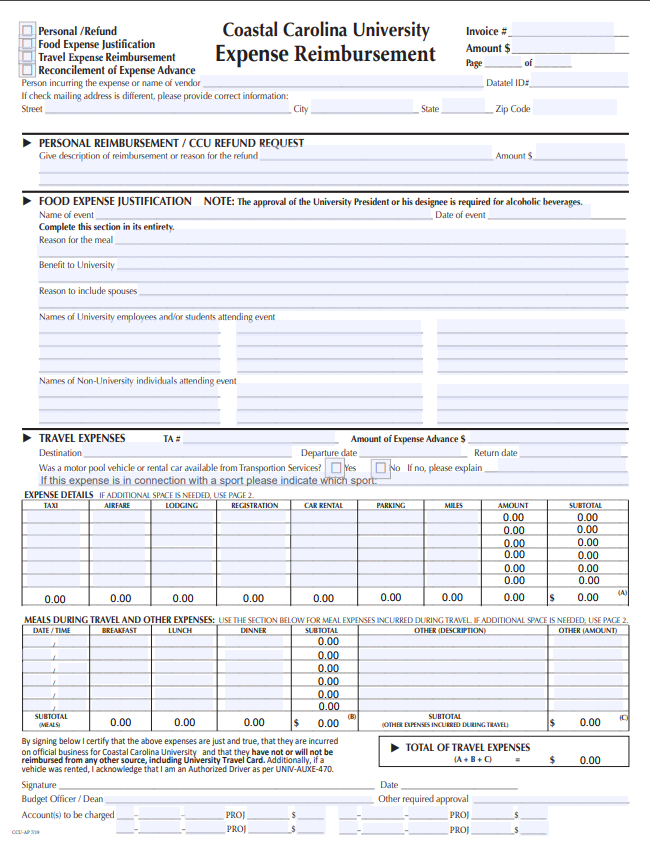 Personal /Refund
Food Expense Justification
Travel Expense Reimbursement
Reconcilement of Expense Advance
Coastal Carolina University
Expense Reimbursement
Invoice #
Amount $
Page of
Person incurring the expense or name of vendor Datatel ID#
If check mailing address is different, please provide correct information:
Street City State Zip Code
▶ PERSONAL REIMBURSEMENT / CCU REFUND REQUEST
Give description of reimbursement or reason for the refund Amount $
▶ FOOD EXPENSE JUSTIFICATION NOTE: The approval of the University President or his designee is required for alcoholic beverages.
Name of event Date of event
Complete this section in its entirety.
Reason for the meal
Benefit to University
Reason to include spouses
Names of University employees and/or students attending event
Names of Non-University individuals attending event
▶ TRAVEL EXPENSES TA # Amount of Expense Advance $
Destination Departure date Return date
Was a motor pool vehicle or rental car available from Transportion Services? Yes No If no, please explain
If this expense is in connection with a sport please indicate which sport:
EXPENSE DETAILS IF ADDITIONAL SPACE IS NEEDED, USE PAGE 2.
TAXI AIRFARE LODGING REGISTRATION CAR RENTAL PARKING MILES AMOUNT SUBTOTAL
0.00 0.00
0.00 0.00
0.00 0.00
0.00 0.00
0.00 0.00
0.00 0.00
0.00 0.00 0.00 0.00 0.00 0.00 0.00 0.00 $ 0.00 (A)
MEALS DURING TRAVEL AND OTHER EXPENSES: USE THE SECTION BELOW FOR MEAL EXPENSES INCURRED DURING TRAVEL. IF ADDITIONAL SPACE IS NEEDED, USE PAGE 2.
DATE / TIME BREAKFAST LUNCH DINNER SUBTOTAL OTHER (DESCRIPTION) OTHER (AMOUNT)
/ 0.00
/ 0.00
/ 0.00
/ 0.00
/ 0.00
/ 0.00
SUBTOTAL (MEALS) 0.00 0.00 0.00 $ 0.00 (B) SUBTOTAL (OTHER EXPENSES INCURRED DURING TRAVEL) $ 0.00 (C)
By signing below I certify that the above expenses are just and true, that they are incurred
on official business for Coastal Carolina University and that they have not or will not be
reimbursed from any other source, including University Travel Card. Additionally, if a
vehicle was rented, I acknowledge that I am an Authorized Driver as per UNIV-AUXE-470.
▶ TOTAL OF TRAVEL EXPENSES
(A + B + C) = $ 0.00
Signature Date
Budget Officer / Dean Other required approval
Account(s) to be charged – – PROJ $ – – PROJ $
– – PROJ $ – – PROJ $
CCU-AP 7/19